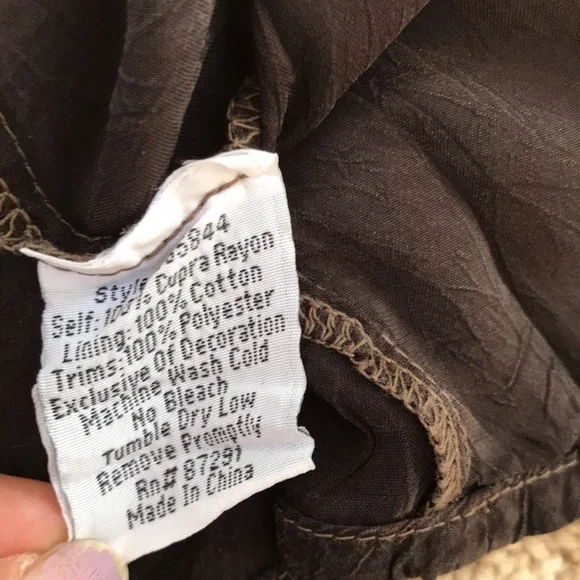 Self: 100% Cupra Rayon
Lining: 100% Cotton
Trims: 100% Polyester
Exclusive Of Decoration
Machine Wash Cold
No Bleach
Tumble Dry Low
Remove Promptly
Rn# 87297
Made In China